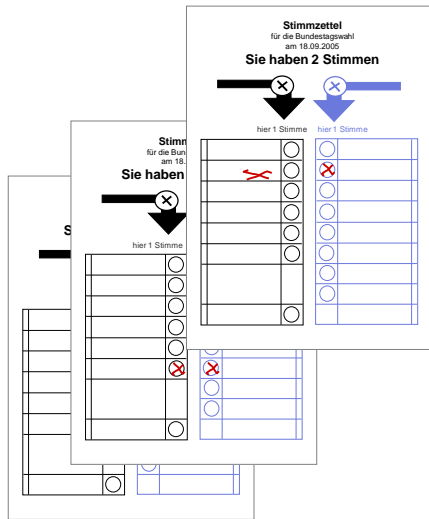 Stimmzettel
für die Bundestagswahl
am 18.09.2005
Sie haben 2 Stimmen
hier 1 Stimme hier 1 Stimme
Stimm
für die Bun
am 18.
Sie haben
hier 1 Stimme
S